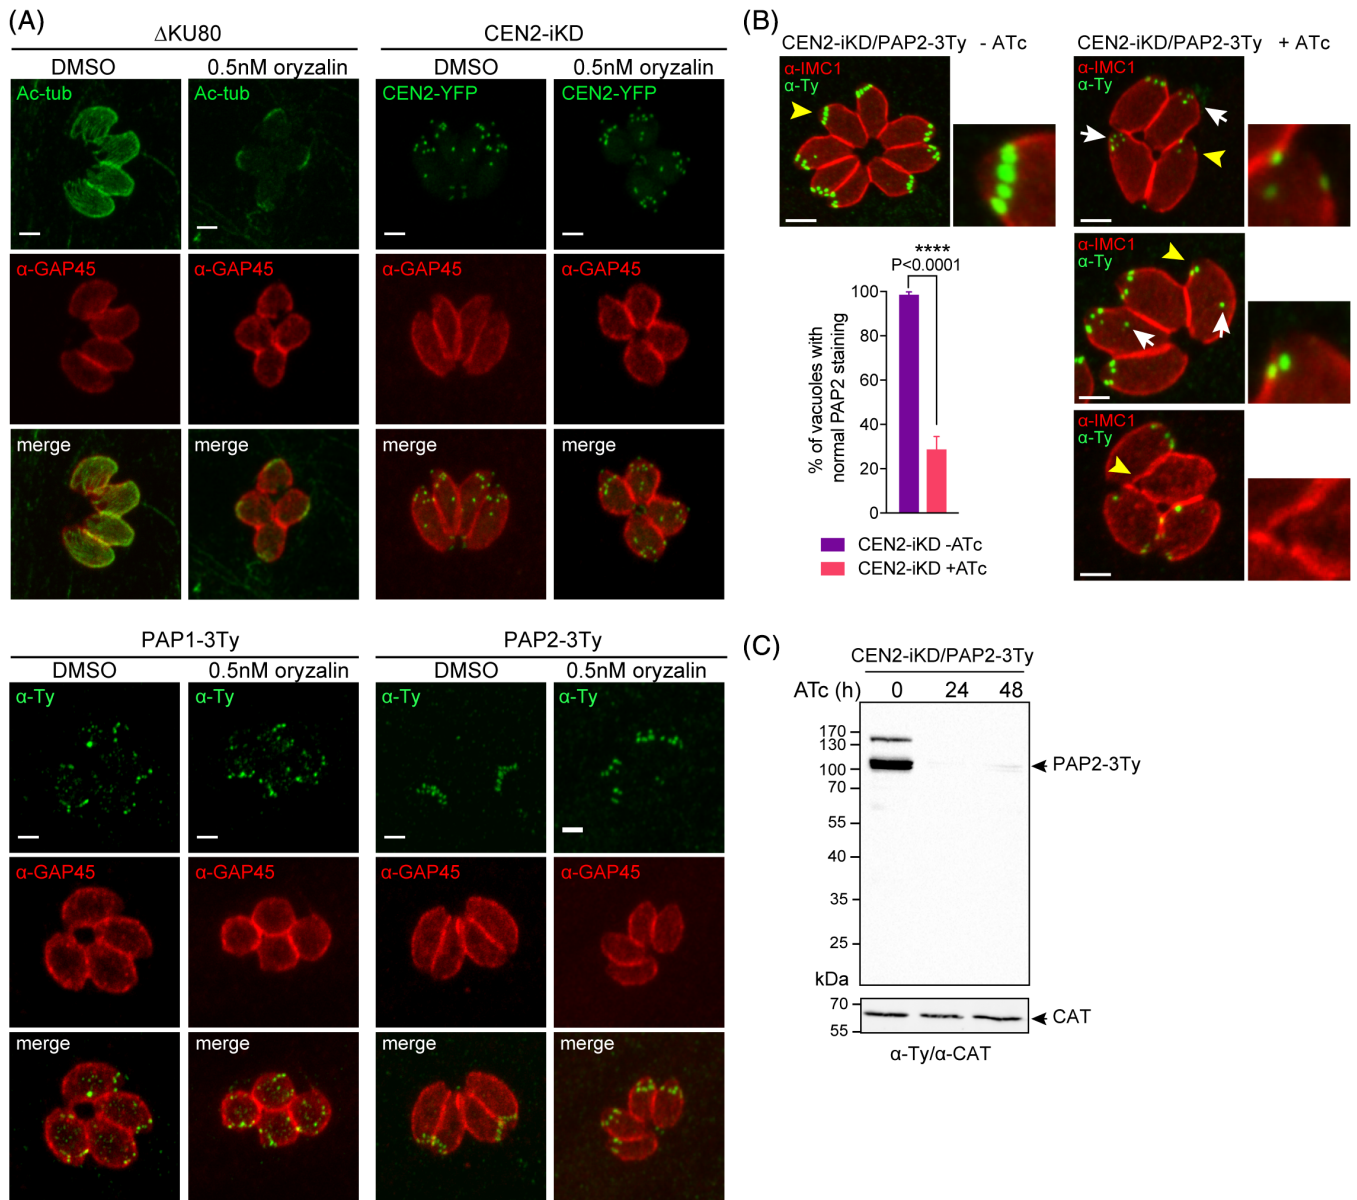 (A)
ΔKU80
CEN2-iKD
DMSO
0.5nM oryzalin
DMSO
0.5nM oryzalin
Ac-tub
Ac-tub
CEN2-YFP
CEN2-YFP
α-GAP45
α-GAP45
α-GAP45
α-GAP45
merge
merge
merge
merge
PAP1-3Ty
PAP2-3Ty
DMSO
0.5nM oryzalin
DMSO
0.5nM oryzalin
α-Ty
α-Ty
α-Ty
α-Ty
α-GAP45
α-GAP45
α-GAP45
α-GAP45
merge
merge
merge
merge
(B)
CEN2-iKD/PAP2-3Ty - ATc
CEN2-iKD/PAP2-3Ty + ATc
α-IMC1
α-Ty
α-IMC1
α-Ty
α-IMC1
α-Ty
α-IMC1
α-Ty
****
P<0.0001
% of vacuoles with
normal PAP2 staining
100
80
60
40
20
0
CEN2-iKD -ATc
CEN2-iKD +ATc
(C)
CEN2-iKD/PAP2-3Ty
ATc (h) 0 24 48
170
130
100
70
55
40
35
25
kDa
PAP2-3Ty
70
55
CAT
α-Ty/α-CAT